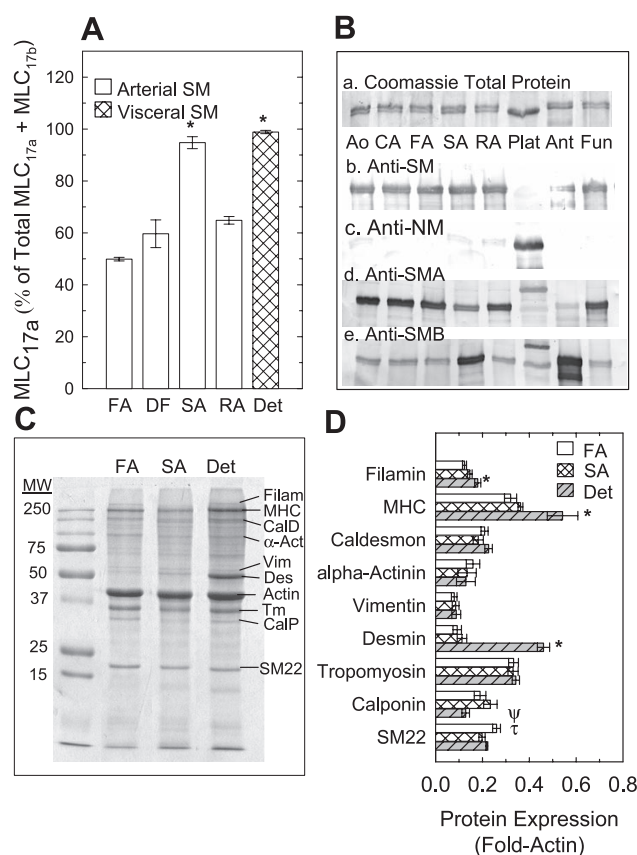 A
MLC17a (% of Total MLC17a + MLC17b)
120
100
80
60
40
20
0
Arterial SM
Visceral SM
*
*
FA DF SA RA Det
B
a. Coomassie Total Protein
Ao CA FA SA RA Plat Ant Fun
b. Anti-SM
c. Anti-NM
d. Anti-SMA
e. Anti-SMB
C
FA SA Det
MW
250
75
50
37
25
15
Filam
MHC
CalD
α-Act
Vim
Des
Actin
Tm
CalP
SM22
D
FA
SA
Det
Filamin
*
MHC
*
Caldesmon
alpha-Actinin
Vimentin
Desmin
*
Tropomyosin
Calponin
ψ
SM22
τ
0.0 0.2 0.4 0.6 0.8
Protein Expression
(Fold-Actin)